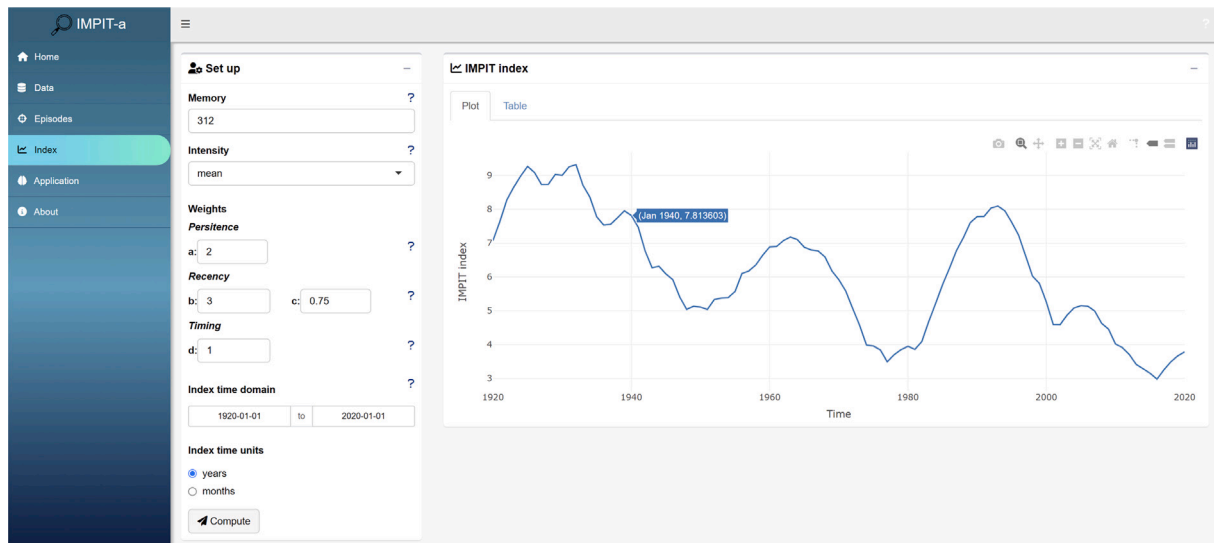 IMPIT-a
?
Home
Data
Episodes
Index
Application
About
Set up
Memory ?
312
Intensity ?
mean
Weights
Persitence
a: 2 ?
Recency
b: 3 c: 0.75 ?
Timing
d: 1 ?
Index time domain ?
1920-01-01 to 2020-01-01
Index time units
years
months
Compute
IMPIT index
Plot Table
(Jan 1940, 7.813603)
IMPIT index
9
8
7
6
5
4
3
1920 1940 1960 1980 2000 2020
Time